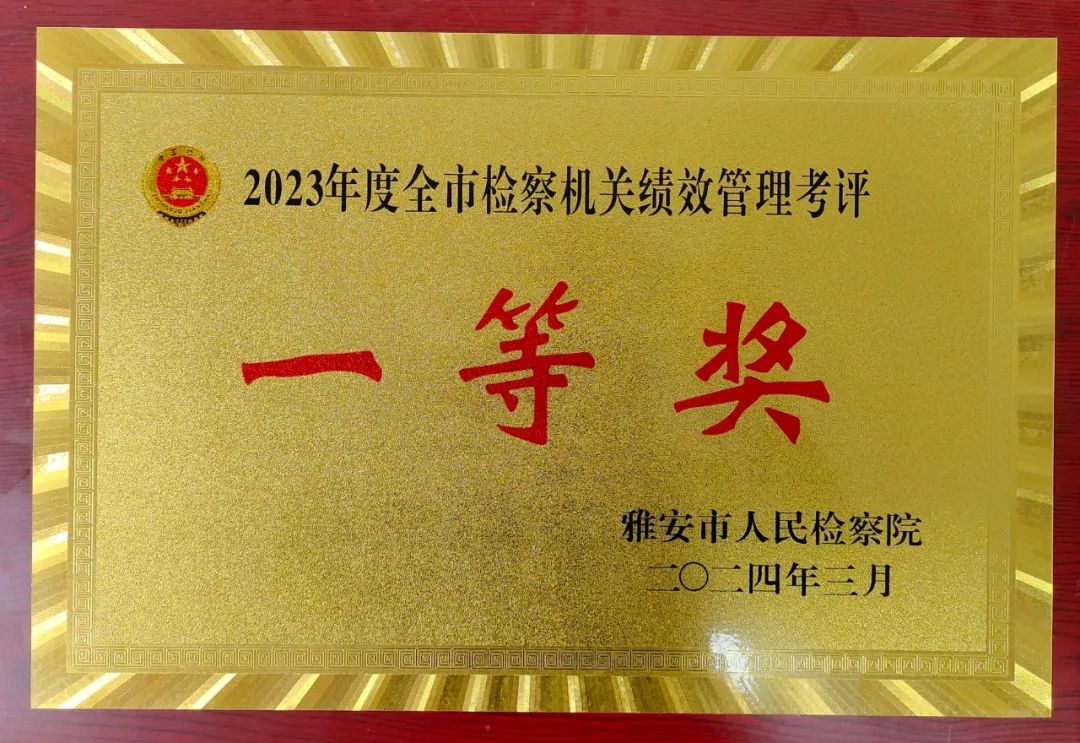 2023年度全市检察机关绩效管理考评
一等奖
雅安市人民检察院
二〇二四年三月